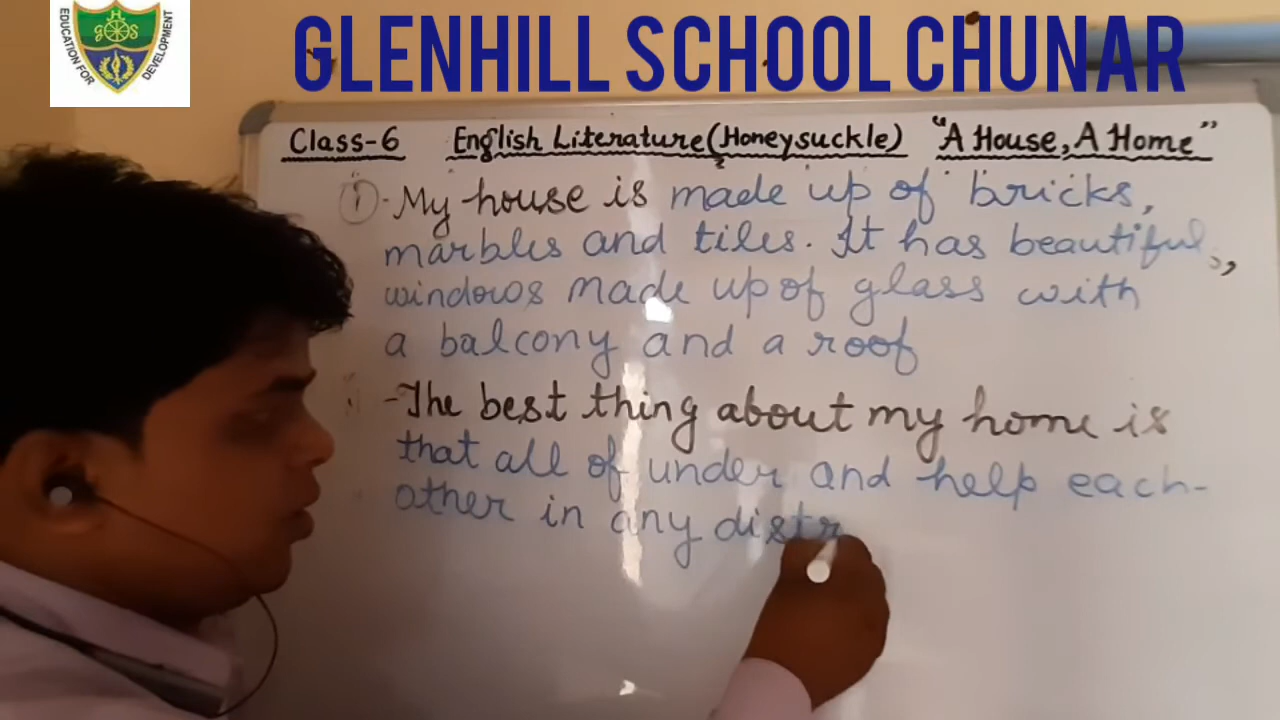 EDUCATION FOR DEVELOPMENT
GHS
GLENHILL SCHOOL CHUNAR
Class-6 English Literature (Honeysuckle) "A House, A Home"
① My house is made up of bricks,
marbles and tiles. It has beautiful,
windows made up of glass with
a balcony and a roof
- The best thing about my home is
that all of under and help each-
other in any distr